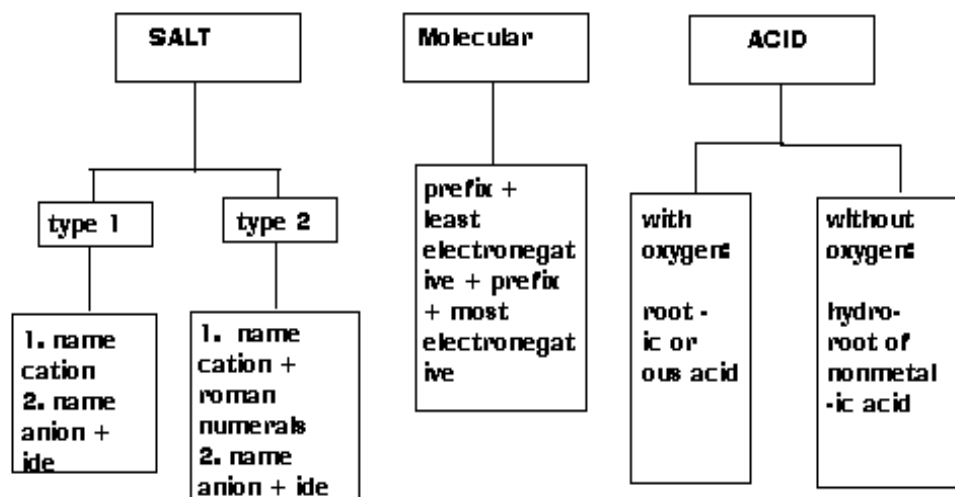 SALT
Molecular
ACID
type 1
type 2
1. name
cation
2. name
anion +
ide
1. name
cation +
roman
numerals
2. name
anion + ide
prefix +
least
electronegat
ive + prefix
+ most
electronegat
ive
with
oxygen:
root -
ic or
ous acid
without
oxygen:
hydro-
root of
nonmetal
-ic acid